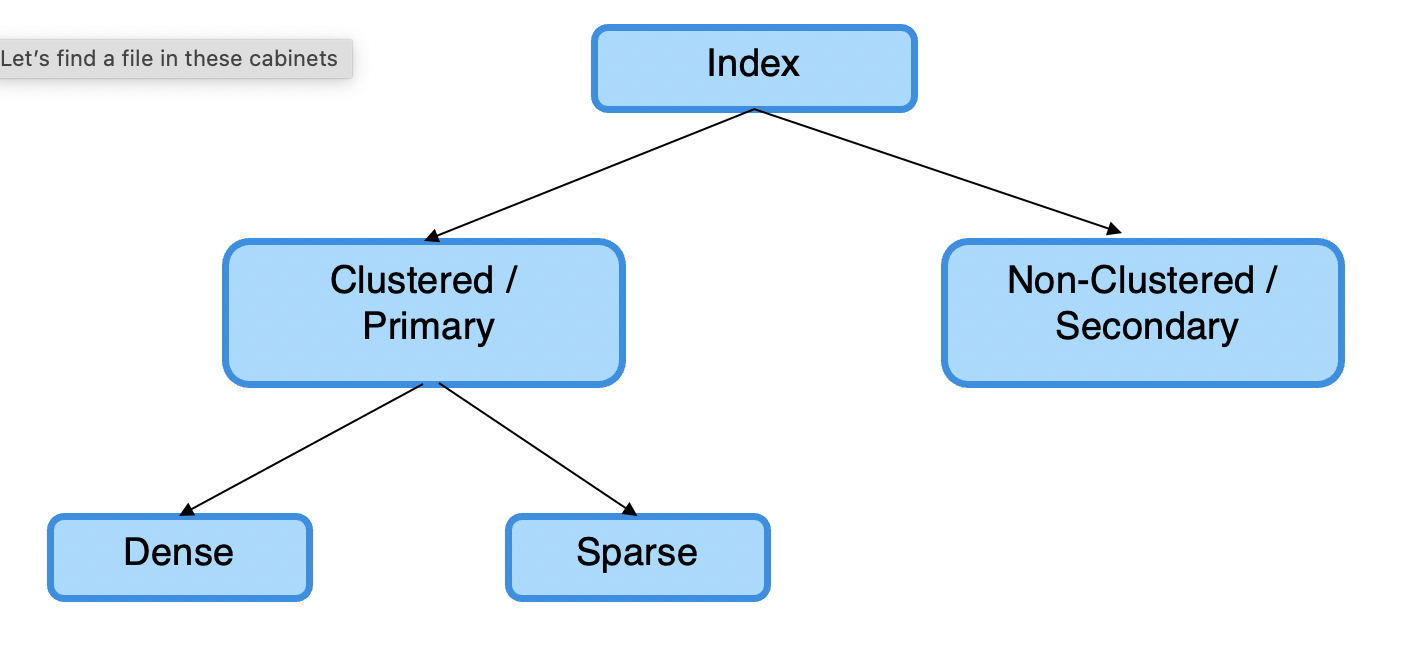 Let’s find a file in these cabinets
Index
Clustered /
Primary
Non-Clustered /
Secondary
Dense
Sparse